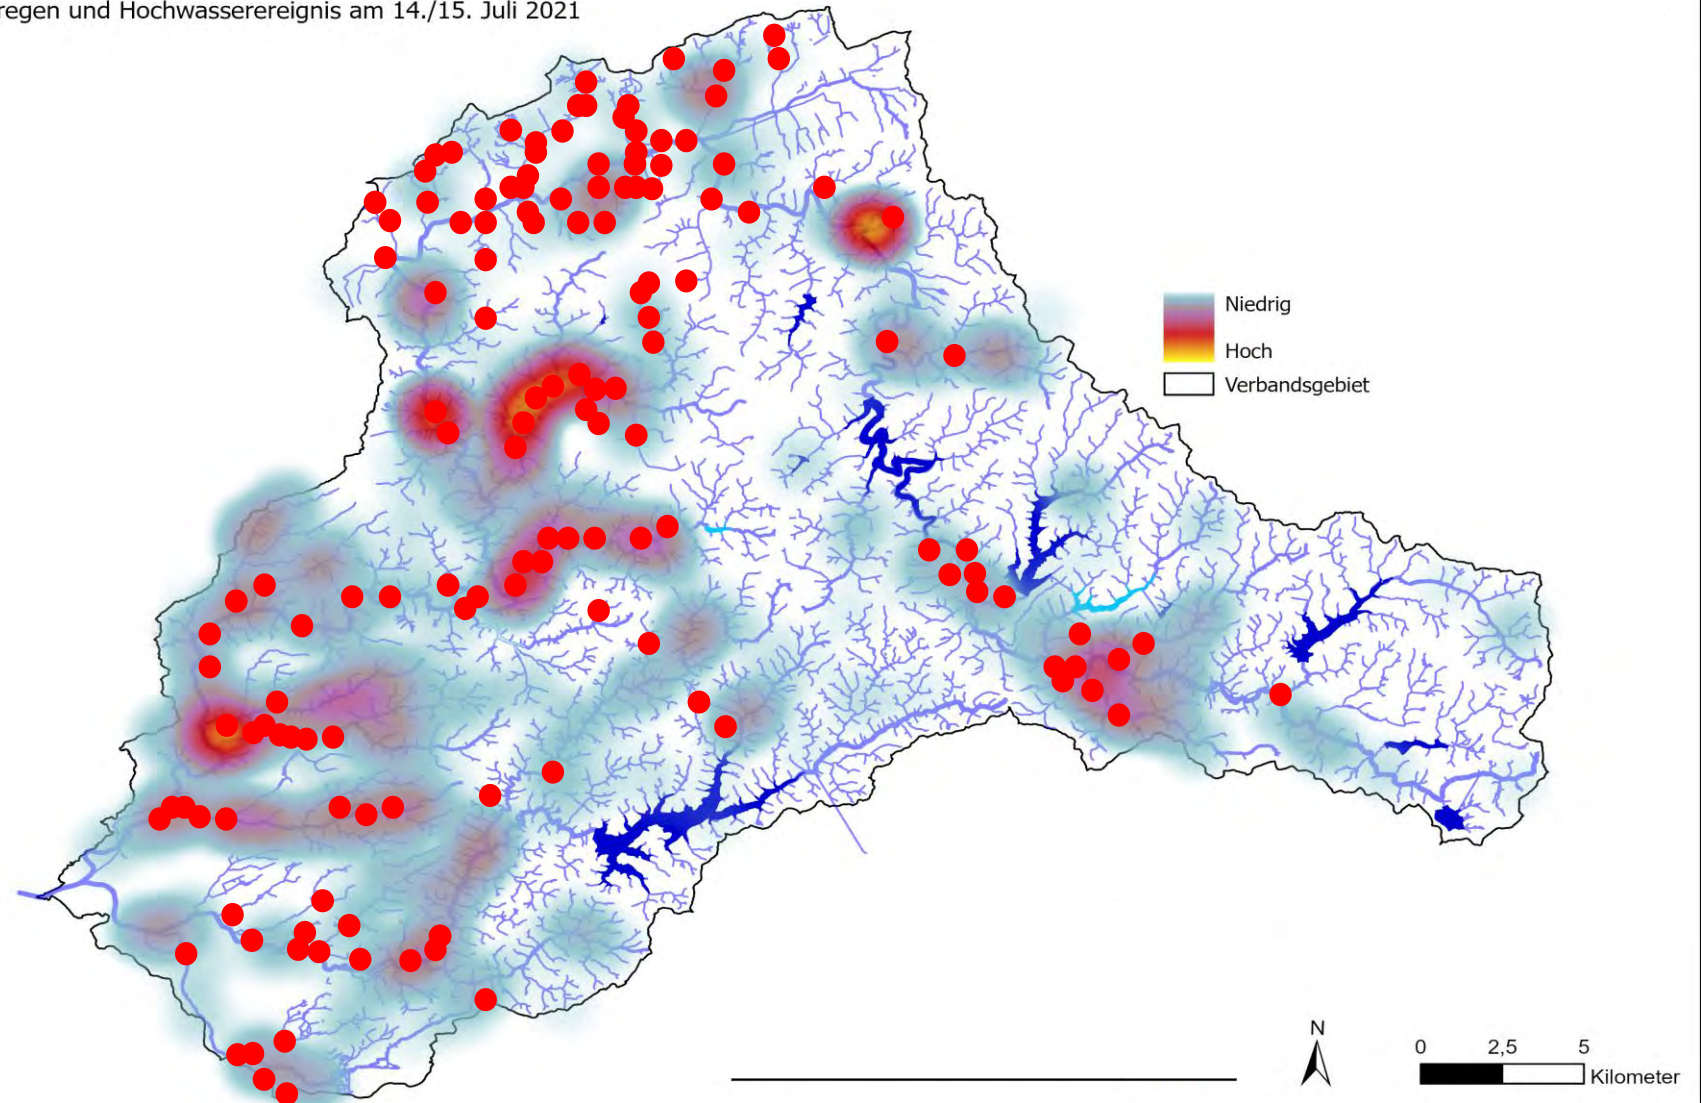 regen und Hochwasserereignis am 14./15. Juli 2021
Niedrig
Hoch
Verbandsgebiet
N
0 2,5 5
Kilometer